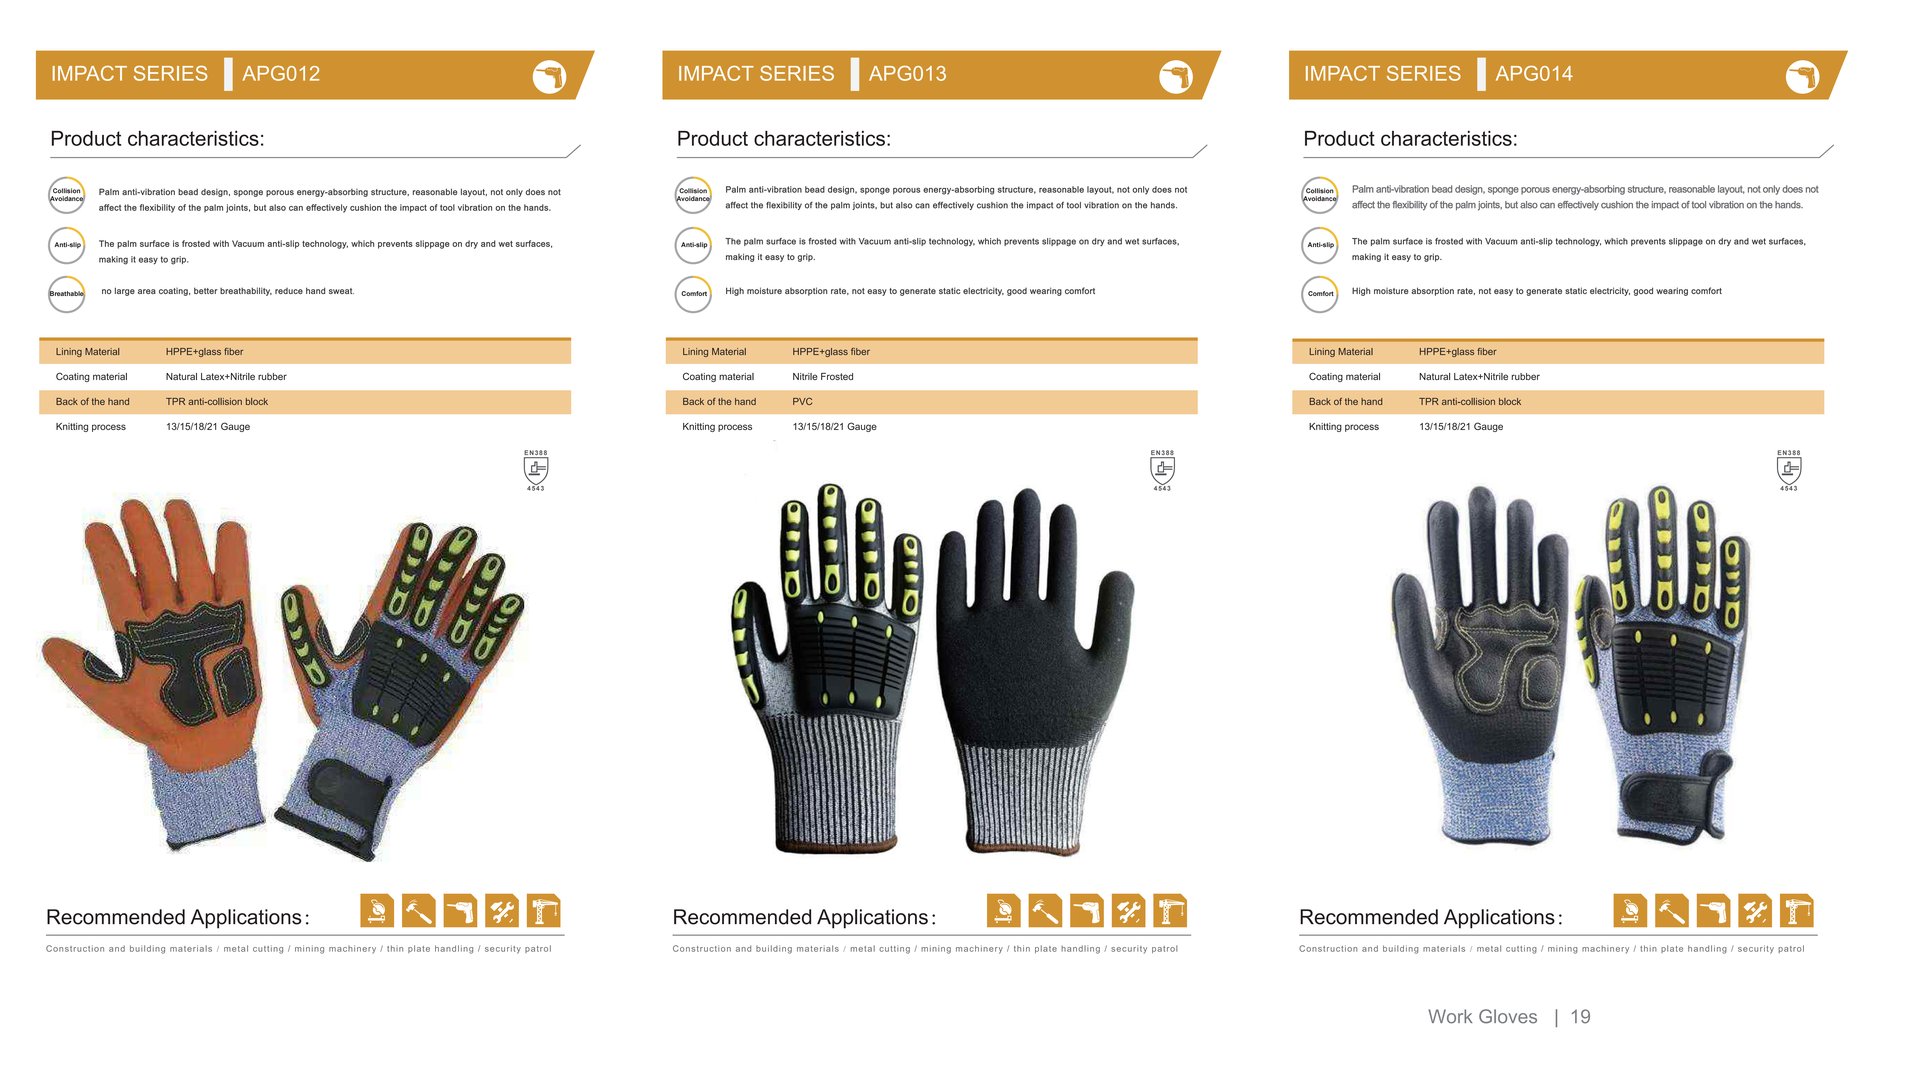 IMPACT SERIES | APG012
Product characteristics:
Collision
Avoidance
Palm anti-vibration bead design, sponge porous energy-absorbing structure, reasonable layout, not only does not
affect the flexibility of the palm joints, but also can effectively cushion the impact of tool vibration on the hands.
Anti-slip
The palm surface is frosted with Vacuum anti-slip technology, which prevents slippage on dry and wet surfaces,
making it easy to grip.
Breathable
no large area coating, better breathability, reduce hand sweat.
Lining Material HPPE+glass fiber
Coating material Natural Latex+Nitrile rubber
Back of the hand TPR anti-collision block
Knitting process 13/15/18/21 Gauge
EN388
4543
Recommended Applications:
Construction and building materials / metal cutting / mining machinery / thin plate handling / security patrol
IMPACT SERIES | APG013
Product characteristics:
Collision
Avoidance
Palm anti-vibration bead design, sponge porous energy-absorbing structure, reasonable layout, not only does not
affect the flexibility of the palm joints, but also can effectively cushion the impact of tool vibration on the hands.
Anti-slip
The palm surface is frosted with Vacuum anti-slip technology, which prevents slippage on dry and wet surfaces,
making it easy to grip.
Comfort
High moisture absorption rate, not easy to generate static electricity, good wearing comfort
Lining Material HPPE+glass fiber
Coating material Nitrile Frosted
Back of the hand PVC
Knitting process 13/15/18/21 Gauge
EN388
4543
Recommended Applications:
Construction and building materials / metal cutting / mining machinery / thin plate handling / security patrol
IMPACT SERIES | APG014
Product characteristics:
Collision
Avoidance
Palm anti-vibration bead design, sponge porous energy-absorbing structure, reasonable layout, not only does not
affect the flexibility of the palm joints, but also can effectively cushion the impact of tool vibration on the hands.
Anti-slip
The palm surface is frosted with Vacuum anti-slip technology, which prevents slippage on dry and wet surfaces,
making it easy to grip.
Comfort
High moisture absorption rate, not easy to generate static electricity, good wearing comfort
Lining Material HPPE+glass fiber
Coating material Natural Latex+Nitrile rubber
Back of the hand TPR anti-collision block
Knitting process 13/15/18/21 Gauge
EN388
4543
Recommended Applications:
Construction and building materials / metal cutting / mining machinery / thin plate handling / security patrol
Work Gloves | 19